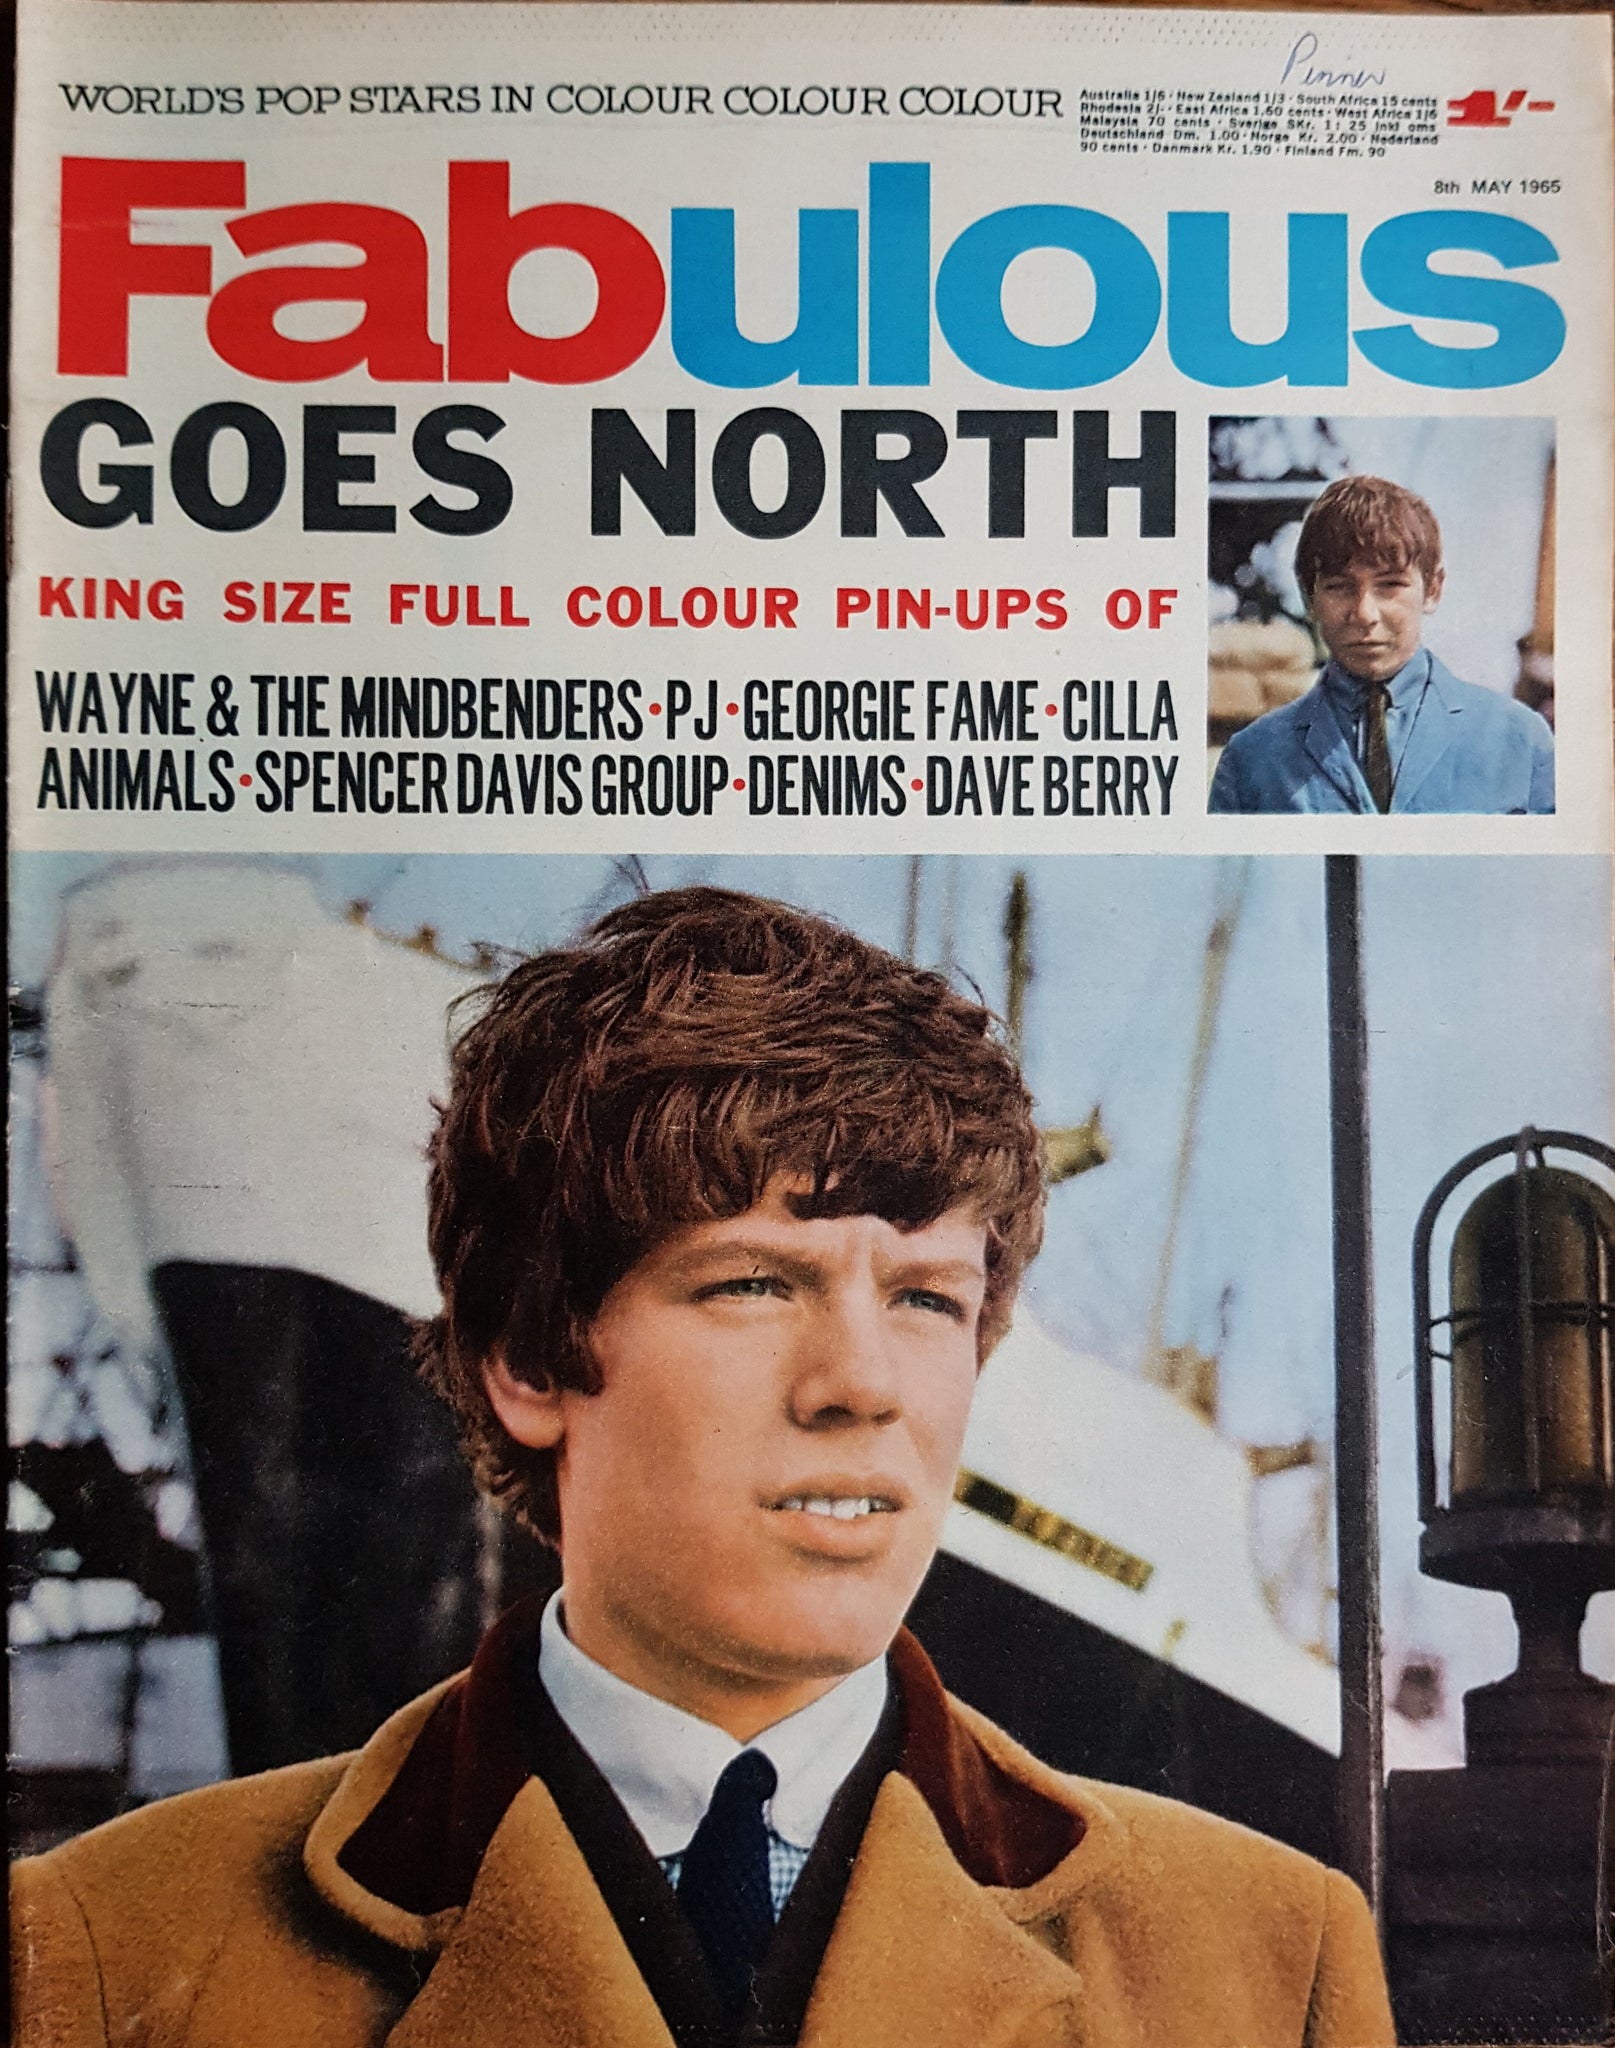 Pinner
WORLD'S POP STARS IN COLOUR COLOUR COLOUR
Australia 1/6 · New Zealand 1/3 · South Africa 15 cents
Rhodesia 2/- · East Africa 1.50 cents · West Africa 1/6
Malaysia 70 cents · Sverige SKr. 1: 25 inkl oms
Deutschland Dm. 1.00 · Norge Kr. 2.00 · Nederland
90 cents · Danmark Kr. 1.90 · Finland Fm. 90
1/-
8th MAY 1965
Fabulous
GOES NORTH
KING SIZE FULL COLOUR PIN-UPS OF
WAYNE & THE MINDBENDERS · PJ · GEORGIE FAME · CILLA
ANIMALS · SPENCER DAVIS GROUP · DENIMS · DAVE BERRY